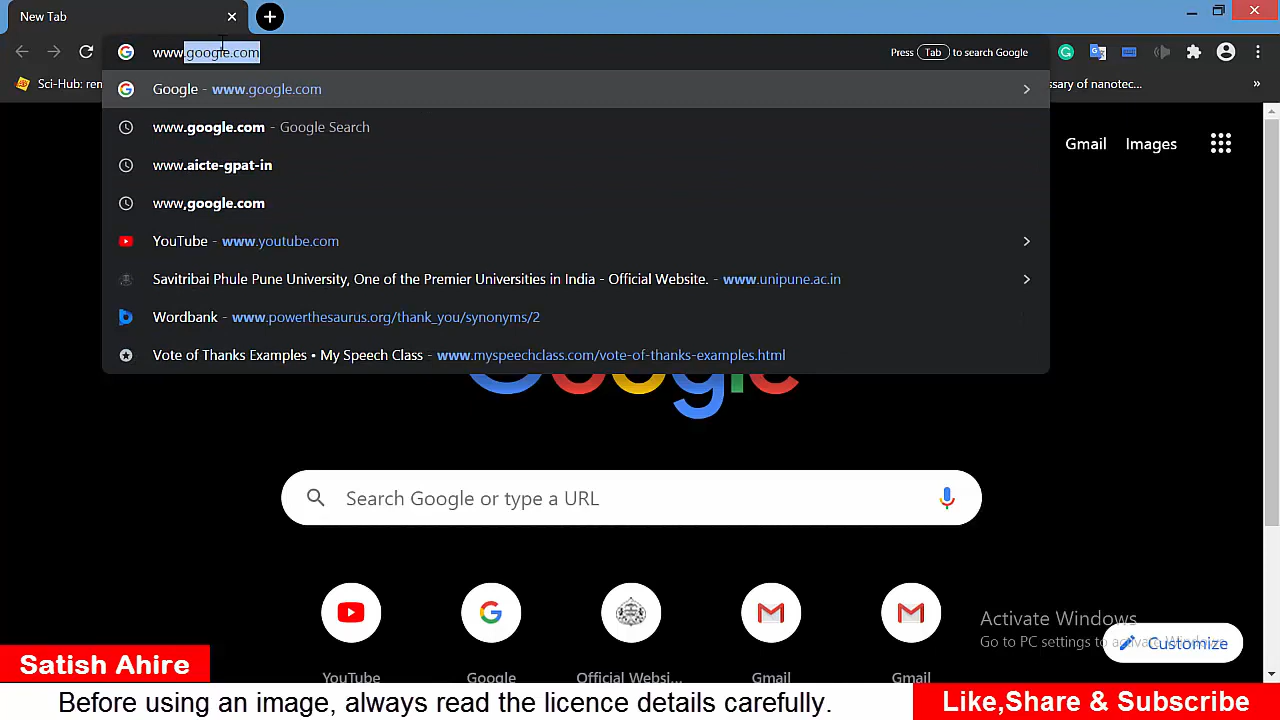 New Tab
www.google.com
Press Tab to search Google
Sci-Hub: ren
ssary of nanotec...
»
Google - www.google.com
www.google.com - Google Search
www.aicte-gpat-in
www,google.com
YouTube - www.youtube.com
Savitribai Phule Pune University, One of the Premier Universities in India - Official Website. - www.unipune.ac.in
Wordbank - www.powerthesaurus.org/thank_you/synonyms/2
Vote of Thanks Examples • My Speech Class - www.myspeechclass.com/vote-of-thanks-examples.html
Gmail Images
Google
Search Google or type a URL
YouTube Google Official Websi... Gmail Gmail
Activate Windows
Go to PC settings to activate Windows.
Customize
Satish Ahire
Before using an image, always read the licence details carefully.
Like,Share & Subscribe